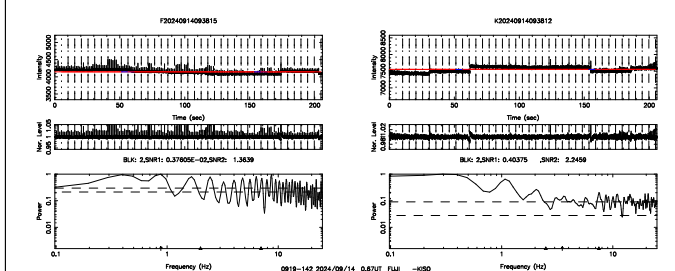 F20240914093815
K20240914093812
Intensity
3500 4000 4500 5000
0 50 100 150 200
Time (sec)
Intensity
7000 7500 8000 8500
0 50 100 150 200
Time (sec)
Nor. Level
0.95 1 1.05
Nor. Level
0.98 1 1.02
BLK: 2,SNR1: 0.37605E-02,SNR2: 1.3639
BLK: 2,SNR1: 0.40375 ,SNR2: 2.2459
Power
0.01 0.1 1
0.1 1 10
Frequency (Hz)
Power
0.01 0.1 1
0.1 1 10
Frequency (Hz)
0919-142 2024/09/14 0.67UT FUJI -KISO